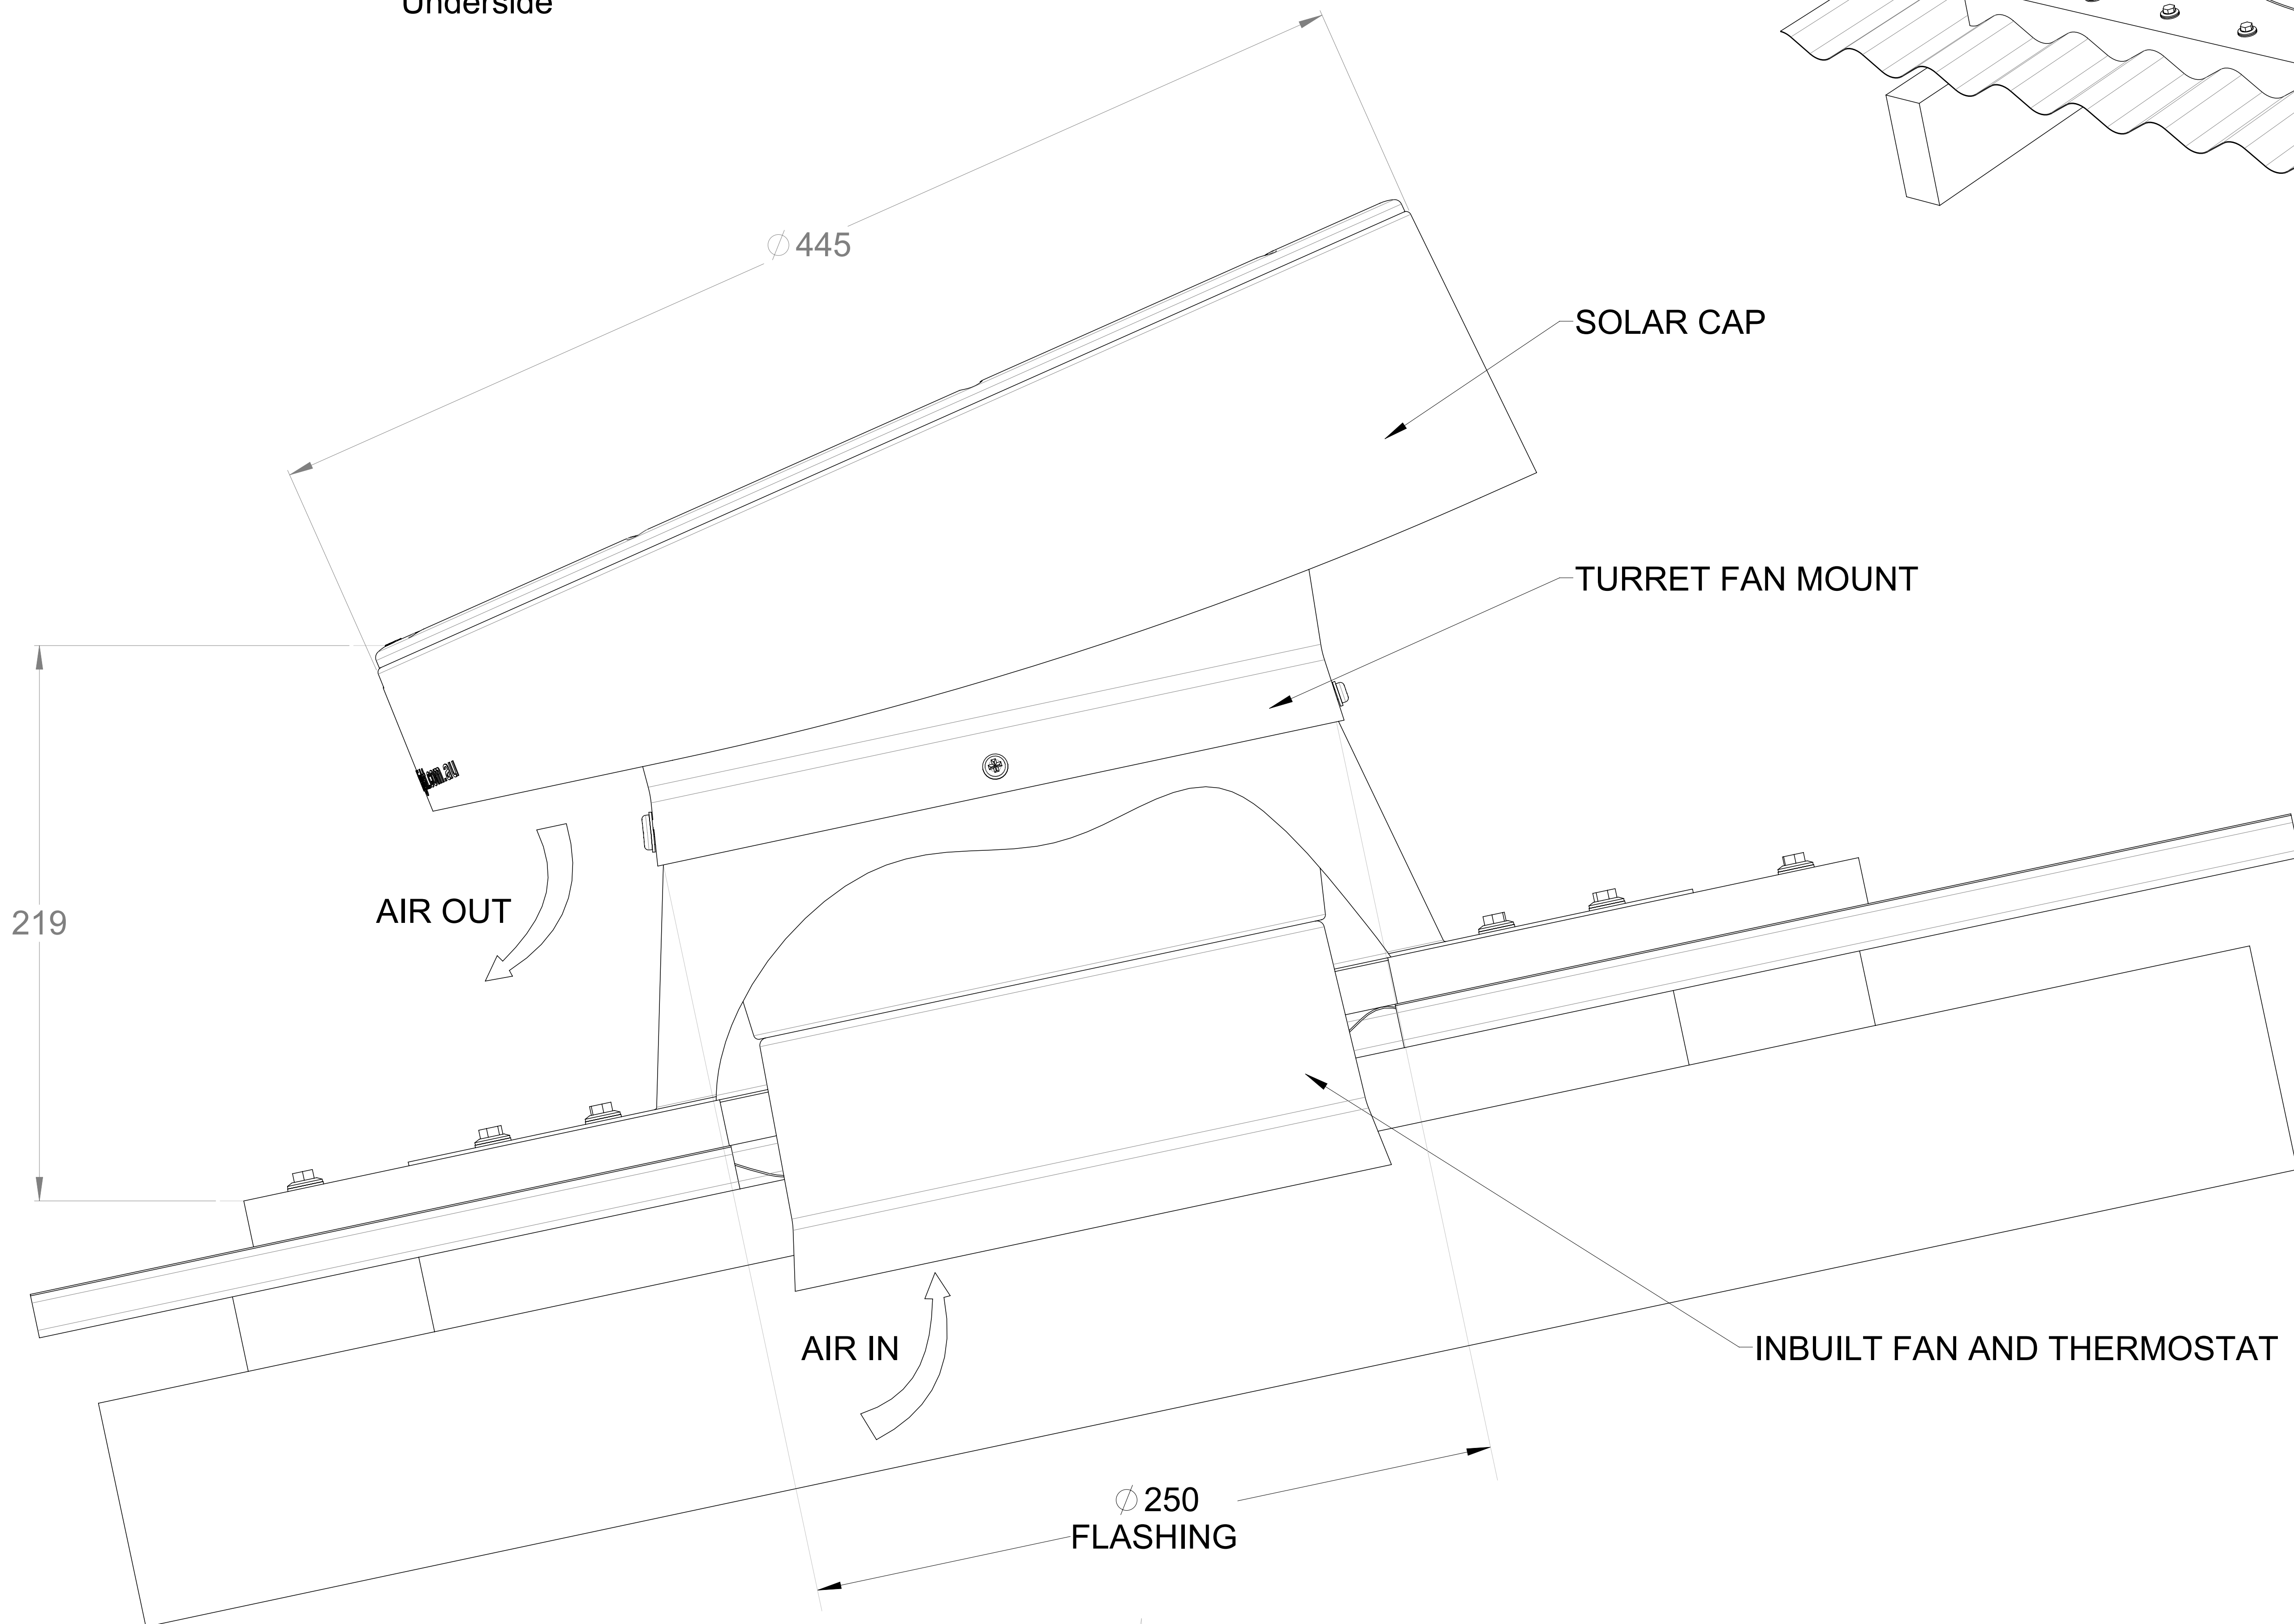 Underside
⌀ 445
SOLAR CAP
TURRET FAN MOUNT
219
AIR OUT
AIR IN
INBUILT FAN AND THERMOSTAT
⌀ 250
FLASHING